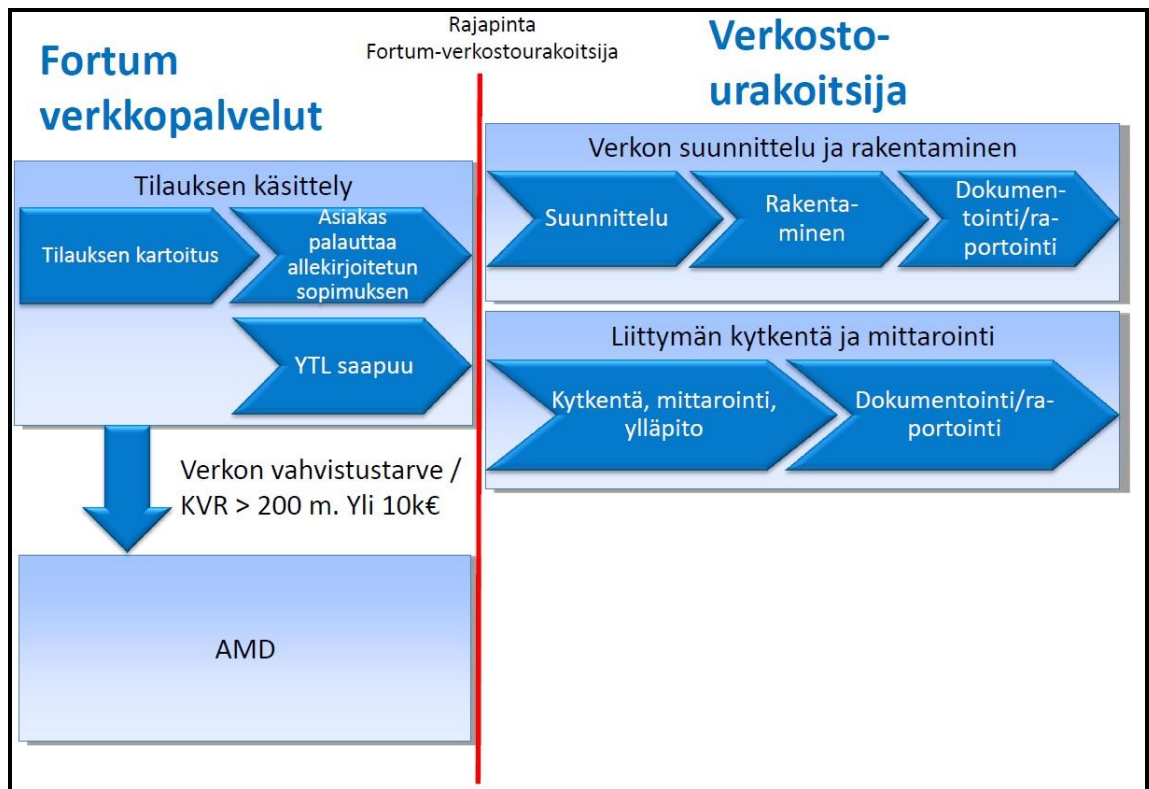 Rajapinta
Fortum-verkostourakoitsija
Fortum
verkkopalvelut
Verkosto-
urakoitsija
Tilauksen käsittely
Tilauksen kartoitus
Asiakas
palauttaa
allekirjoitetun
sopimuksen
YTL saapuu
Verkon vahvistustarve /
KVR > 200 m. Yli 10k€
AMD
Verkon suunnittelu ja rakentaminen
Suunnittelu
Rakenta-
minen
Dokumen-
tointi/ra-
portointi
Liittymän kytkentä ja mittarointi
Kytkentä, mittarointi,
ylläpito
Dokumentointi/ra-
portointi